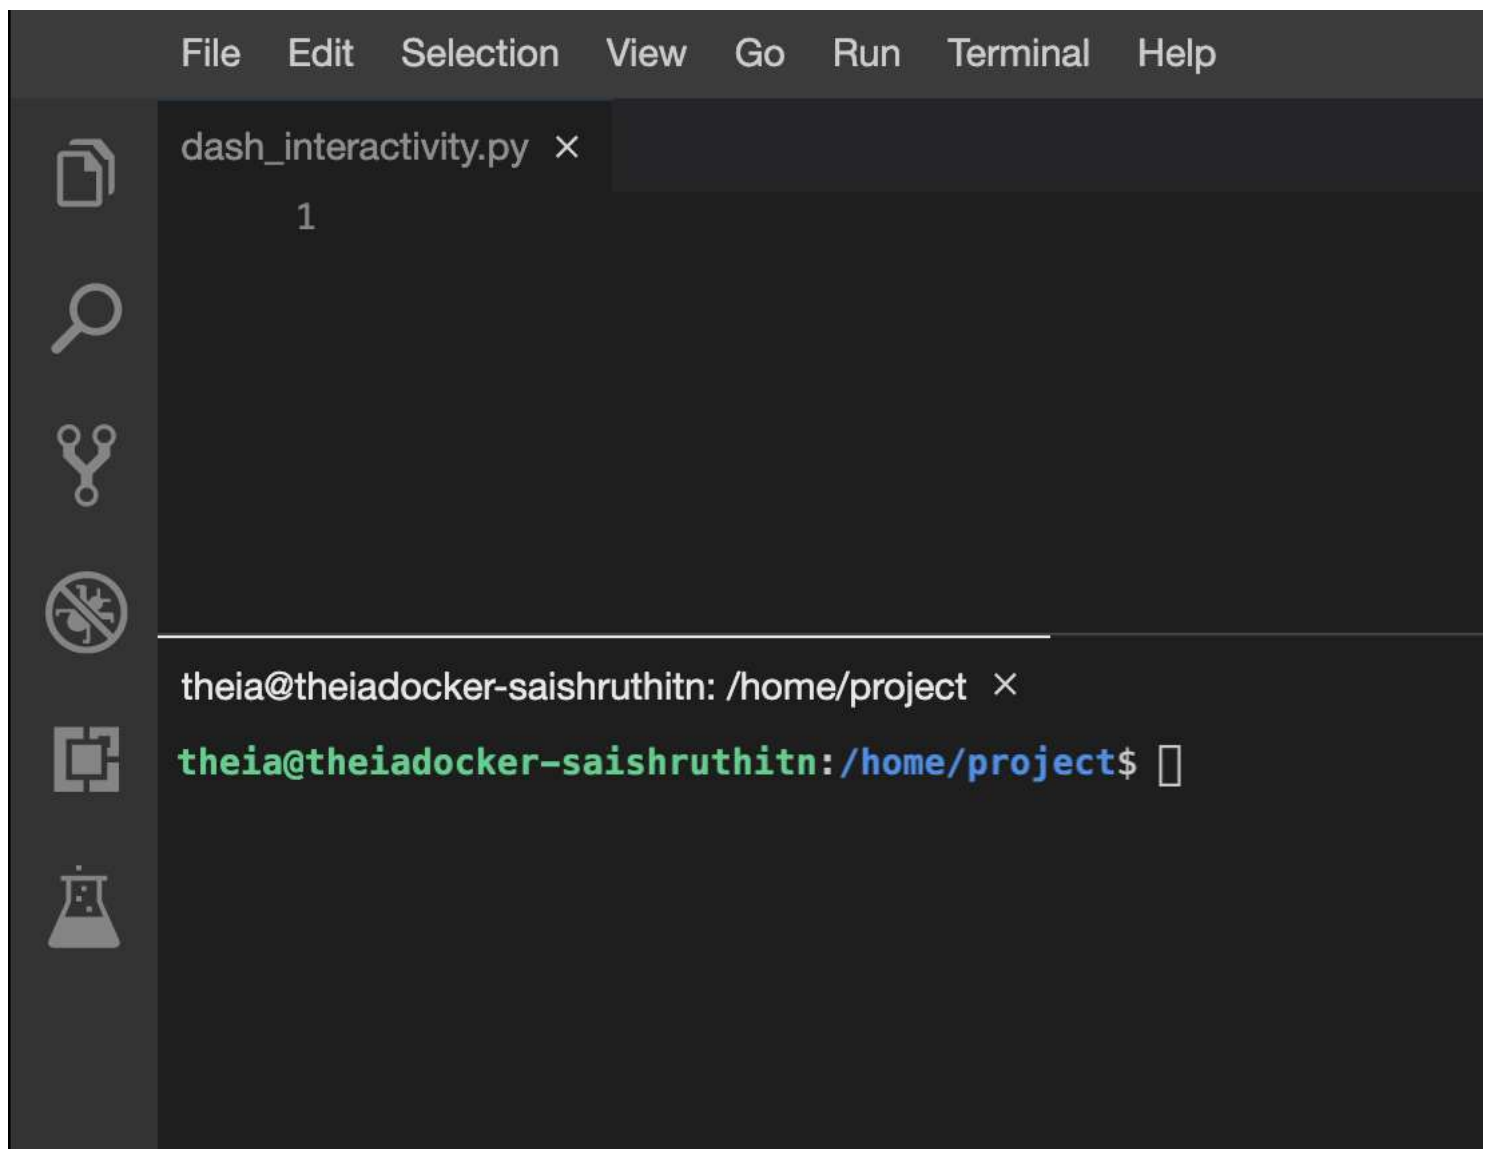 File Edit Selection View Go Run Terminal Help
dash_interactivity.py ×
1
theia@theiadocker-saishruthitn: /home/project ×
theia@theiadocker-saishruthitn:/home/project$